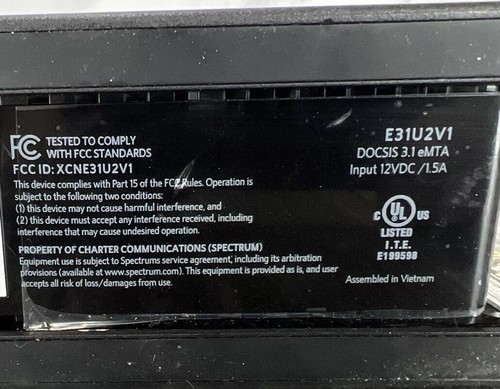 FCC TESTED TO COMPLY
WITH FCC STANDARDS
FCC ID: XCNE31U2V1
This device complies with Part 15 of the FCC Rules. Operation is
subject to the following two conditions:
(1) this device may not cause harmful interference, and
(2) this device must accept any interference received, including
interference that may cause undesired operation.
PROPERTY OF CHARTER COMMUNICATIONS (SPECTRUM)
Equipment use is subject to Spectrums service agreement, including its arbitration
provisions (available at www.spectrum.com). This equipment is provided as is, and user
accepts all risk of loss/damages from use.
E31U2V1
DOCSIS 3.1 eMTA
Input 12VDC /1.5A
C UL US
LISTED
I.T.E.
E199598
Assembled in Vietnam